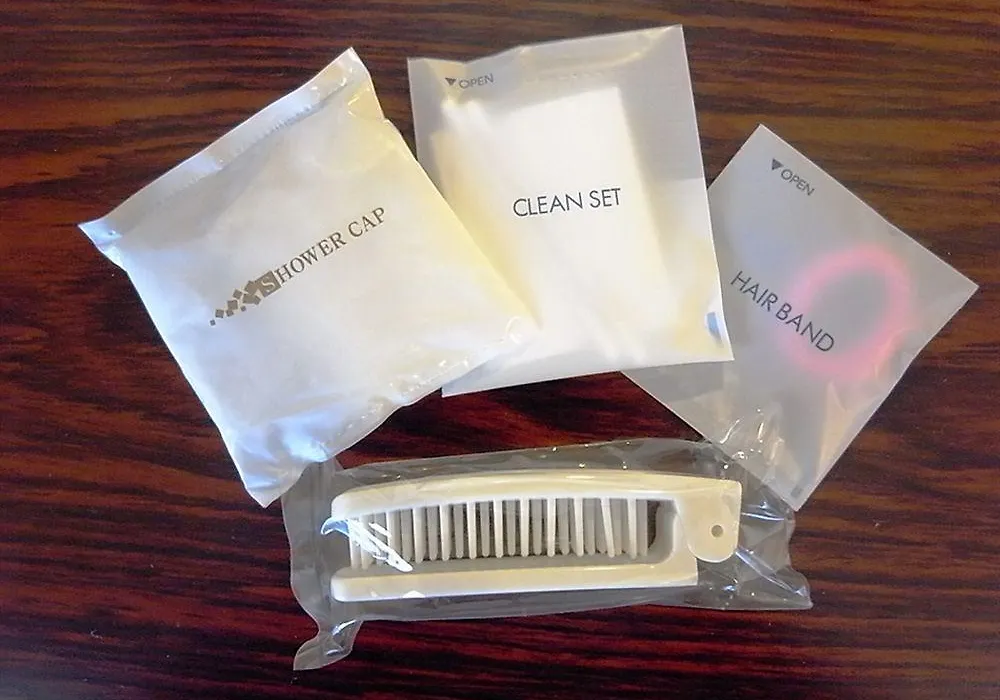 SHOWER CAP
▼OPEN
CLEAN SET
▼OPEN
HAIR BAND